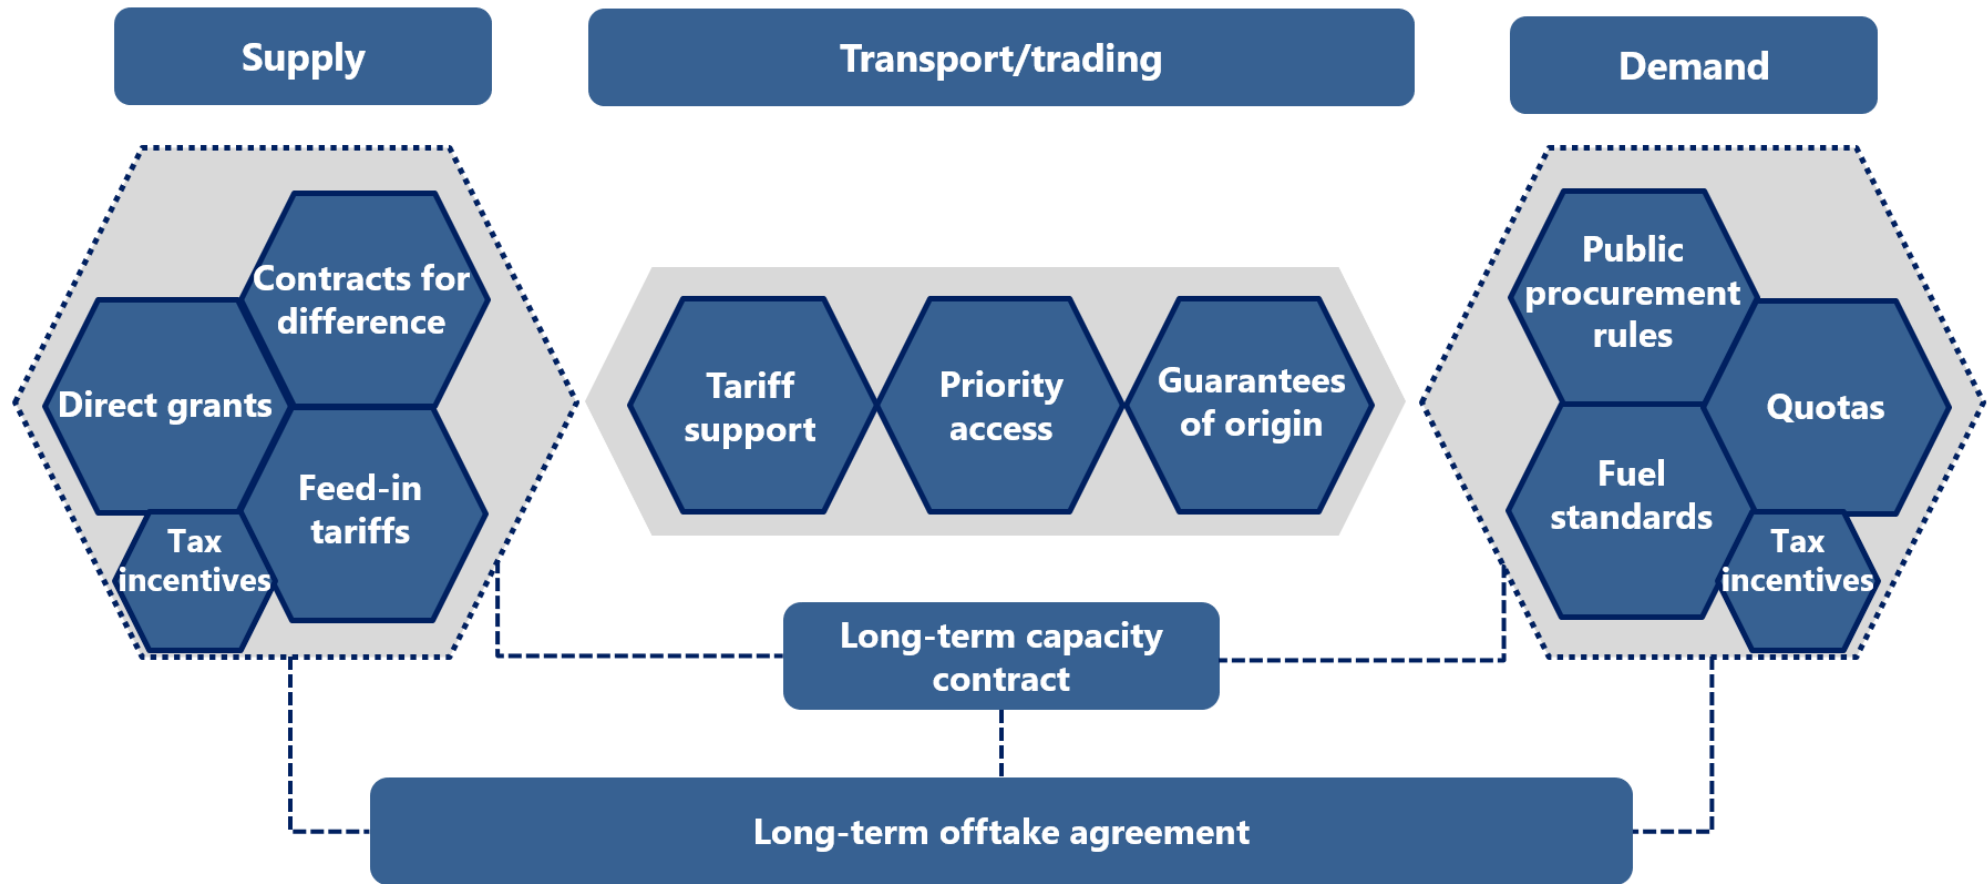 Supply
Transport/trading
Demand
Contracts for
difference
Direct grants
Feed-in
tariffs
Tax
incentives
Tariff
support
Priority
access
Guarantees
of origin
Public
procurement
rules
Quotas
Fuel
standards
Tax
incentives
Long-term capacity
contract
Long-term offtake agreement